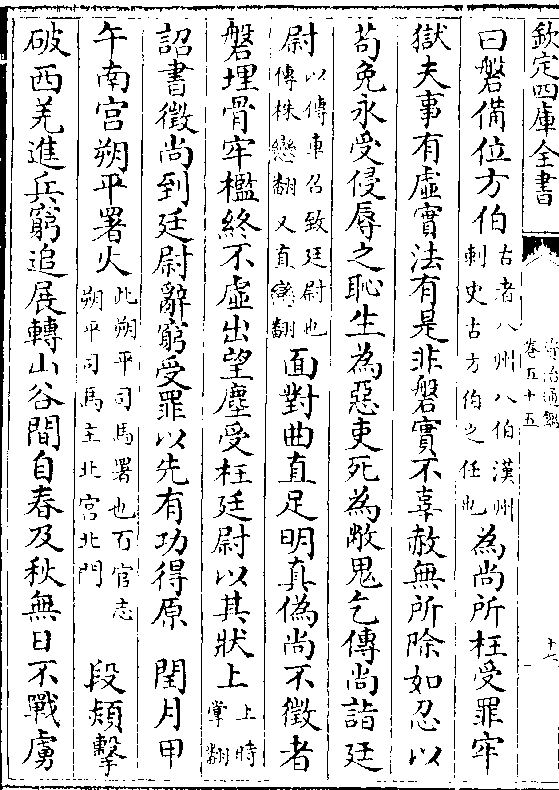 欽定四庫全書
資治通鑑
卷五十五
十一
曰磐備位方伯古者八州八伯漢州刺史古方伯之任也為尚所枉受罪牢
獄夫事有虛實法有是非磐實不辜赦無所除如忍以
苟免永受侵辱之恥生為惡吏死為敝鬼乞傳尚詣廷
尉以傳車召致廷尉也傳株戀翻又直戀翻面對曲直足明真偽尚不徵者
磐埋骨牢檻終不虛出望塵受枉廷尉以其狀上上時掌翻
詔書徵尚到廷尉辭窮受罪以先有功得原　閏月甲
午南宮朔平署火此朔平司馬署也百官志朔平司馬主北宮北門　段熲擊
破西羌進兵窮追展轉山谷間自春及秋無日不戰虜